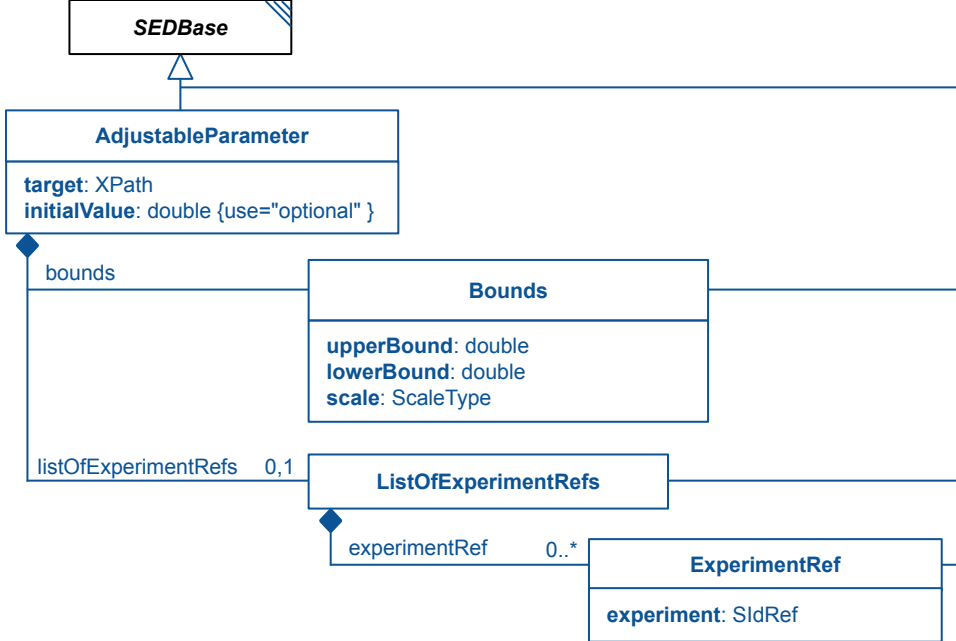 SEDBase
AdjustableParameter
target: XPath
initialValue: double {use="optional" }
bounds
Bounds
upperBound: double
lowerBound: double
scale: ScaleType
listOfExperimentRefs 0,1
ListOfExperimentRefs
experimentRef 0..*
ExperimentRef
experiment: SIdRef